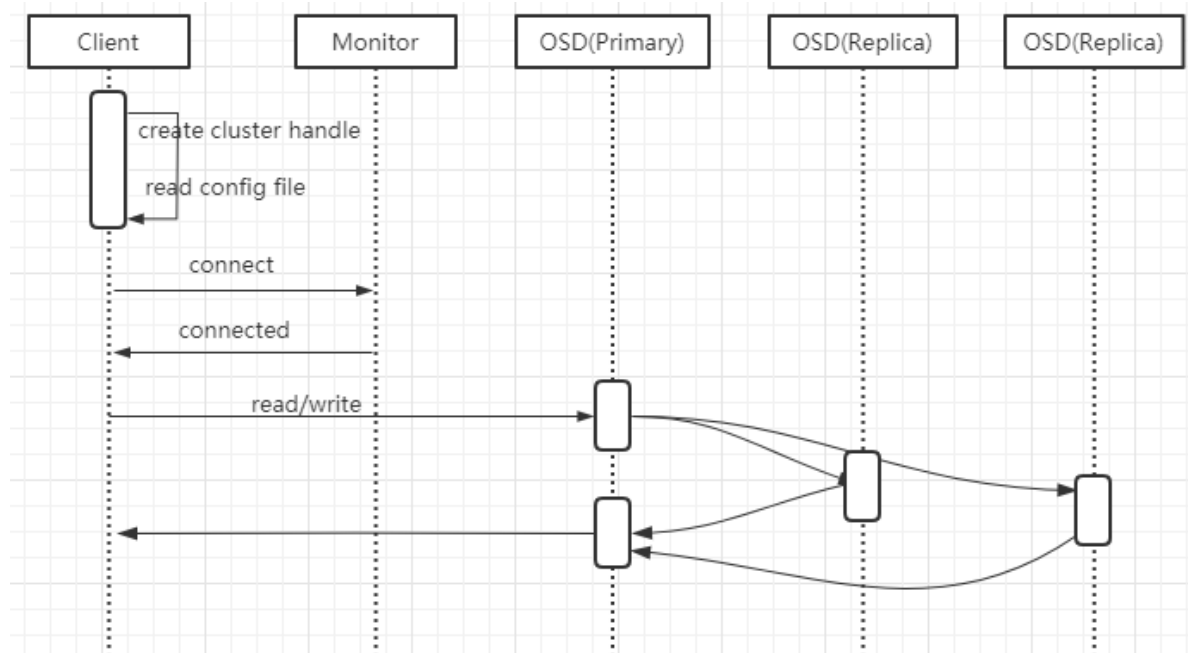 Client
Monitor
OSD(Primary)
OSD(Replica)
OSD(Replica)
create cluster handle
read config file
connect
connected
read/write